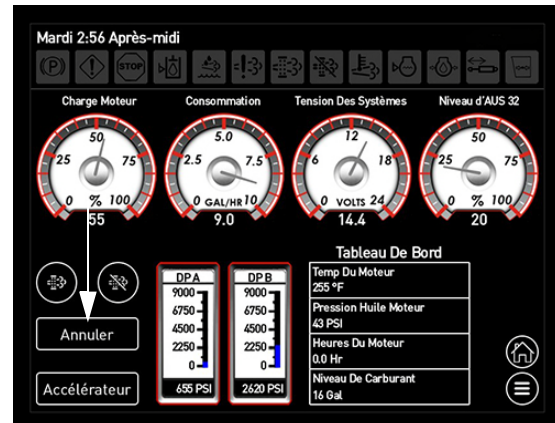 Mardi 2:56 Après-midi
(P)
STOP
Charge Moteur
Consommation
Tension Des Systèmes
Niveau d'AUS 32
0 25 50 75 100 %
55
0 2.5 5.0 7.5 10 GAL/HR
9.0
0 6 12 18 24 VOLTS
14.4
0 25 50 75 100 %
20
Annuler
Accélérateur
DP A
9000
6750
4500
2250
0
655 PSI
DP B
9000
6750
4500
2250
0
2620 PSI
Tableau De Bord
Temp Du Moteur
255 °F
Pression Huile Moteur
43 PSI
Heures Du Moteur
0.0 Hr
Niveau De Carburant
16 Gal